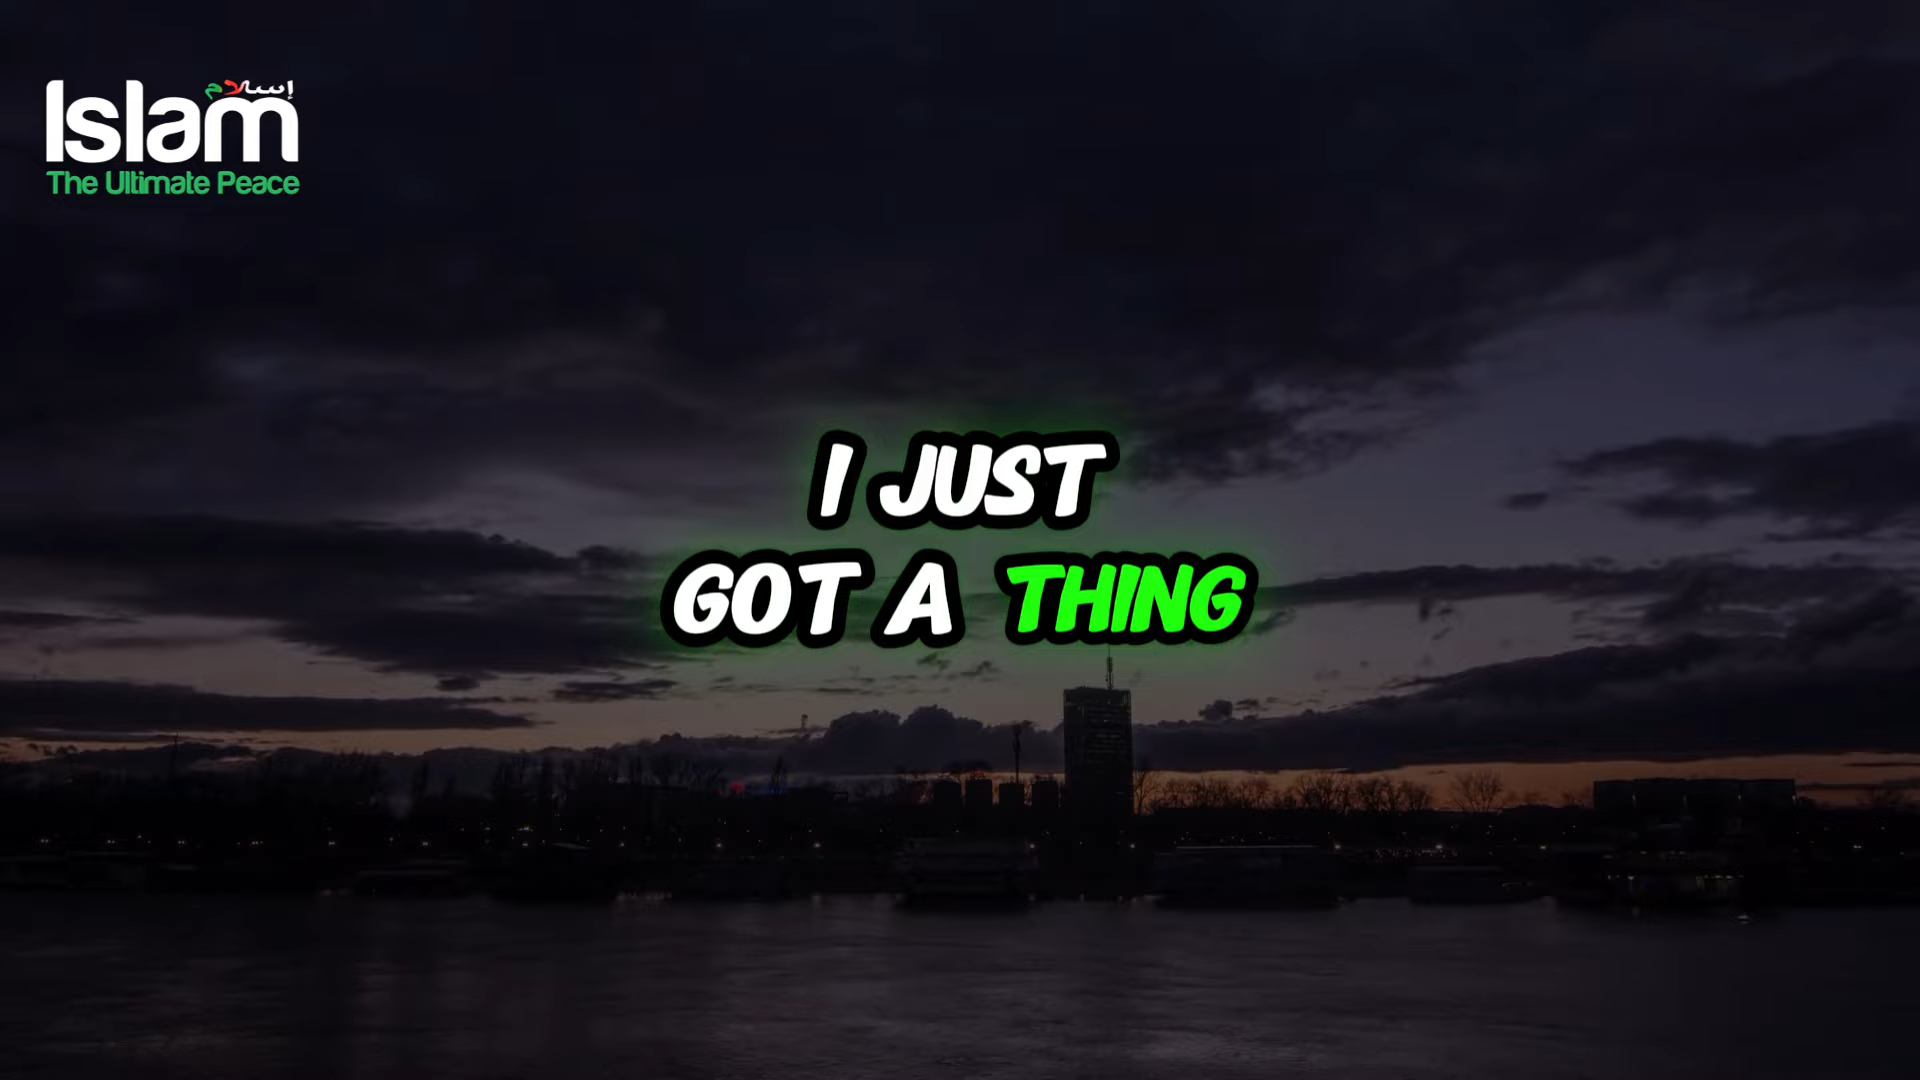 إسلام
Islam
The Ultimate Peace
I JUST
GOT A THING